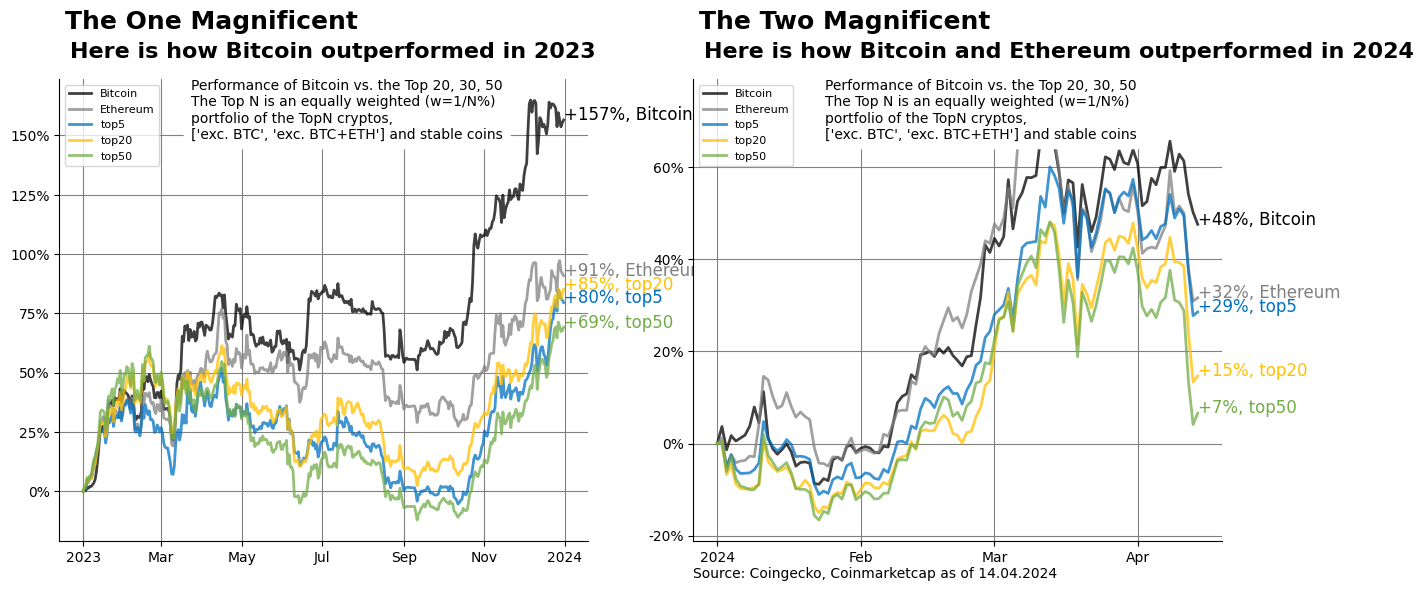 The One Magnificent
Here is how Bitcoin outperformed in 2023
Performance of Bitcoin vs. the Top 20, 30, 50
The Top N is an equally weighted (w=1/N%)
portfolio of the TopN cryptos,
['exc. BTC', 'exc. BTC+ETH'] and stable coins
Bitcoin
Ethereum
top5
top20
top50
150%
125%
100%
75%
50%
25%
0%
+157%, Bitcoin
+91%, Ethereum
+85%, top20
+80%, top5
+69%, top50
2023
Mar
May
Jul
Sep
Nov
2024
The Two Magnificent
Here is how Bitcoin and Ethereum outperformed in 2024
Performance of Bitcoin vs. the Top 20, 30, 50
The Top N is an equally weighted (w=1/N%)
portfolio of the TopN cryptos,
['exc. BTC', 'exc. BTC+ETH'] and stable coins
Bitcoin
Ethereum
top5
top20
top50
60%
40%
20%
0%
-20%
+48%, Bitcoin
+32%, Ethereum
+29%, top5
+15%, top20
+7%, top50
2024
Feb
Mar
Apr
Source: Coingecko, Coinmarketcap as of 14.04.2024